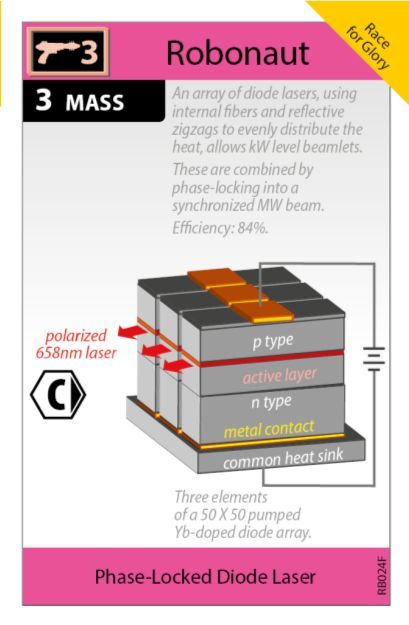 3
Robonaut
Race
for Glory
3 MASS
An array of diode lasers, using
internal fibers and reflective
zigzags to evenly distribute the
heat, allows kW level beamlets.
These are combined by
phase-locking into a
synchronized MW beam.
Efficiency: 84%.
polarized
658nm laser
C
p type
active layer
n type
metal contact
common heat sink
Three elements
of a 50 X 50 pumped
Yb-doped diode array.
Phase-Locked Diode Laser
RB024F